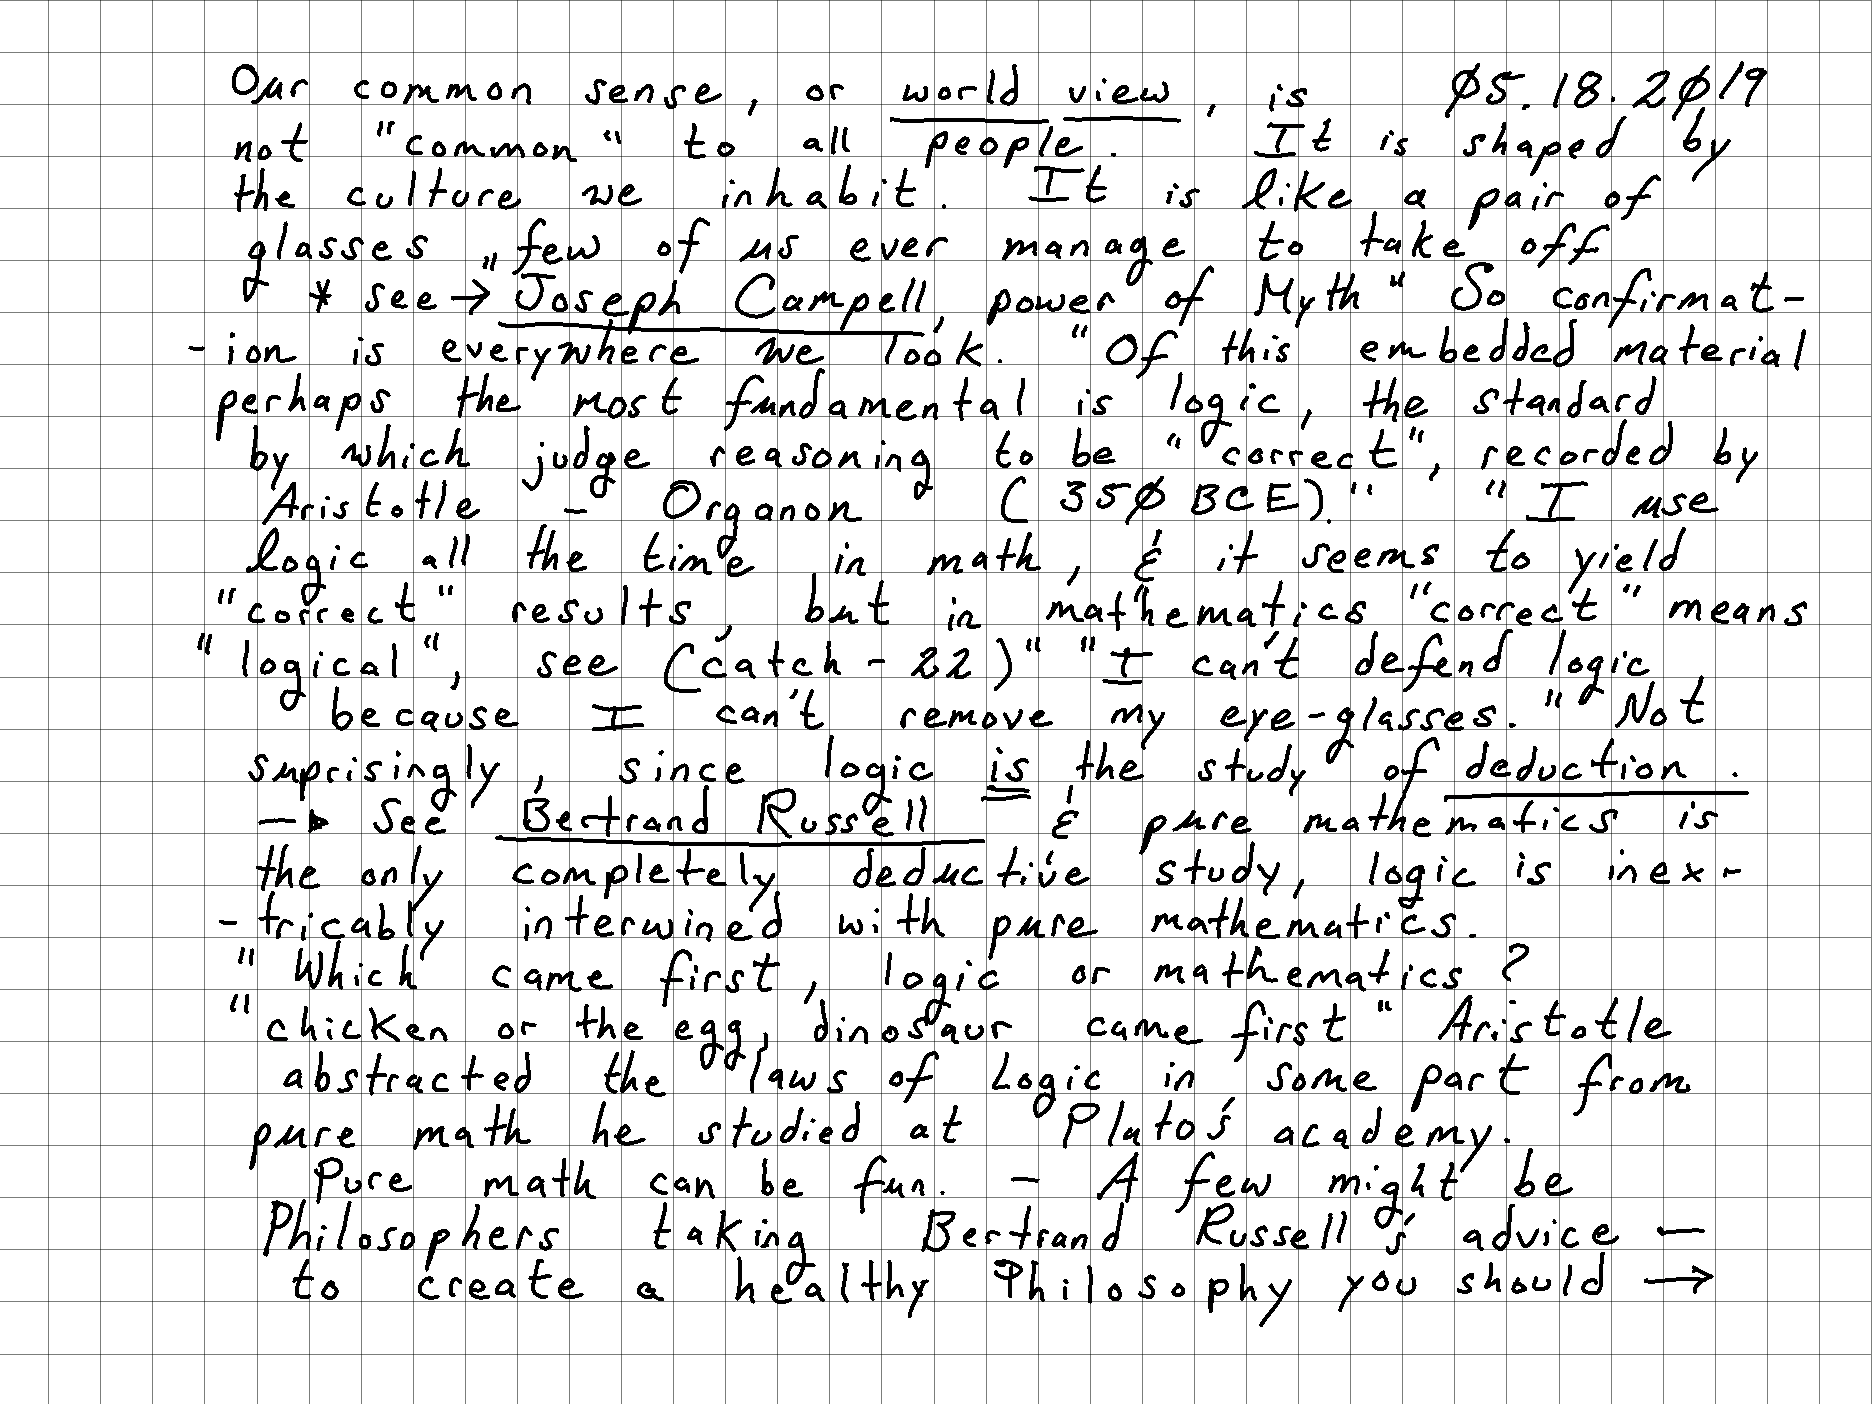 Our common sense, or world view, is 05.18.2019
not "common" to all people. It is shaped by
the culture we inhabit. It is like a pair of
glasses „few of us ever manage to take off
* see → Joseph Campell, power of Myth" So confirmat-
-ion is everywhere we look. "Of this embedded material
perhaps the most fundamental is logic, the standard
by which judge reasoning to be "correct", recorded by
Aristotle - Organon (350 BCE)." "I use
logic all the time in math, & it seems to yield
"correct" results, but in mathematics "correct" means
"logical", see (catch-22)" "I can't defend logic
because I can't remove my eye-glasses." Not
suprisingly, since logic is the study of deduction.
→ See Bertrand Russell & pure mathematics is
the only completely deductive study, logic is inex-
-tricably interwined with pure mathematics.
"Which came first, logic or mathematics?
"chicken or the egg, dinosaur came first" Aristotle
abstracted the laws of Logic in some part from
pure math he studied at Plato's academy.
Pure math can be fun. - A few might be
Philosophers taking Bertrand Russell's advice —
to create a healthy Philosophy you should →